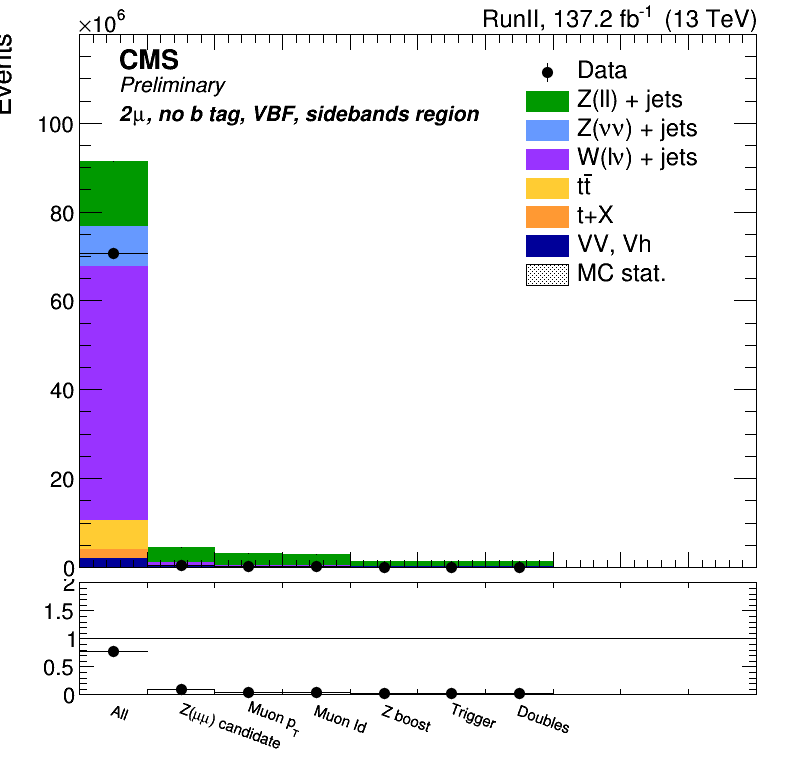 ×10⁶
RunII, 137.2 fb⁻¹ (13 TeV)
Events
CMS
Preliminary
2μ, no b tag, VBF, sidebands region
Data
Z(ll) + jets
Z(νν) + jets
W(lν) + jets
tt̄
t+X
VV, Vh
MC stat.
100
80
60
40
20
0
2
1.5
1
0.5
0
All
Z(μμ) candidate
Muon p_T
Muon Id
Z boost
Trigger
Doubles